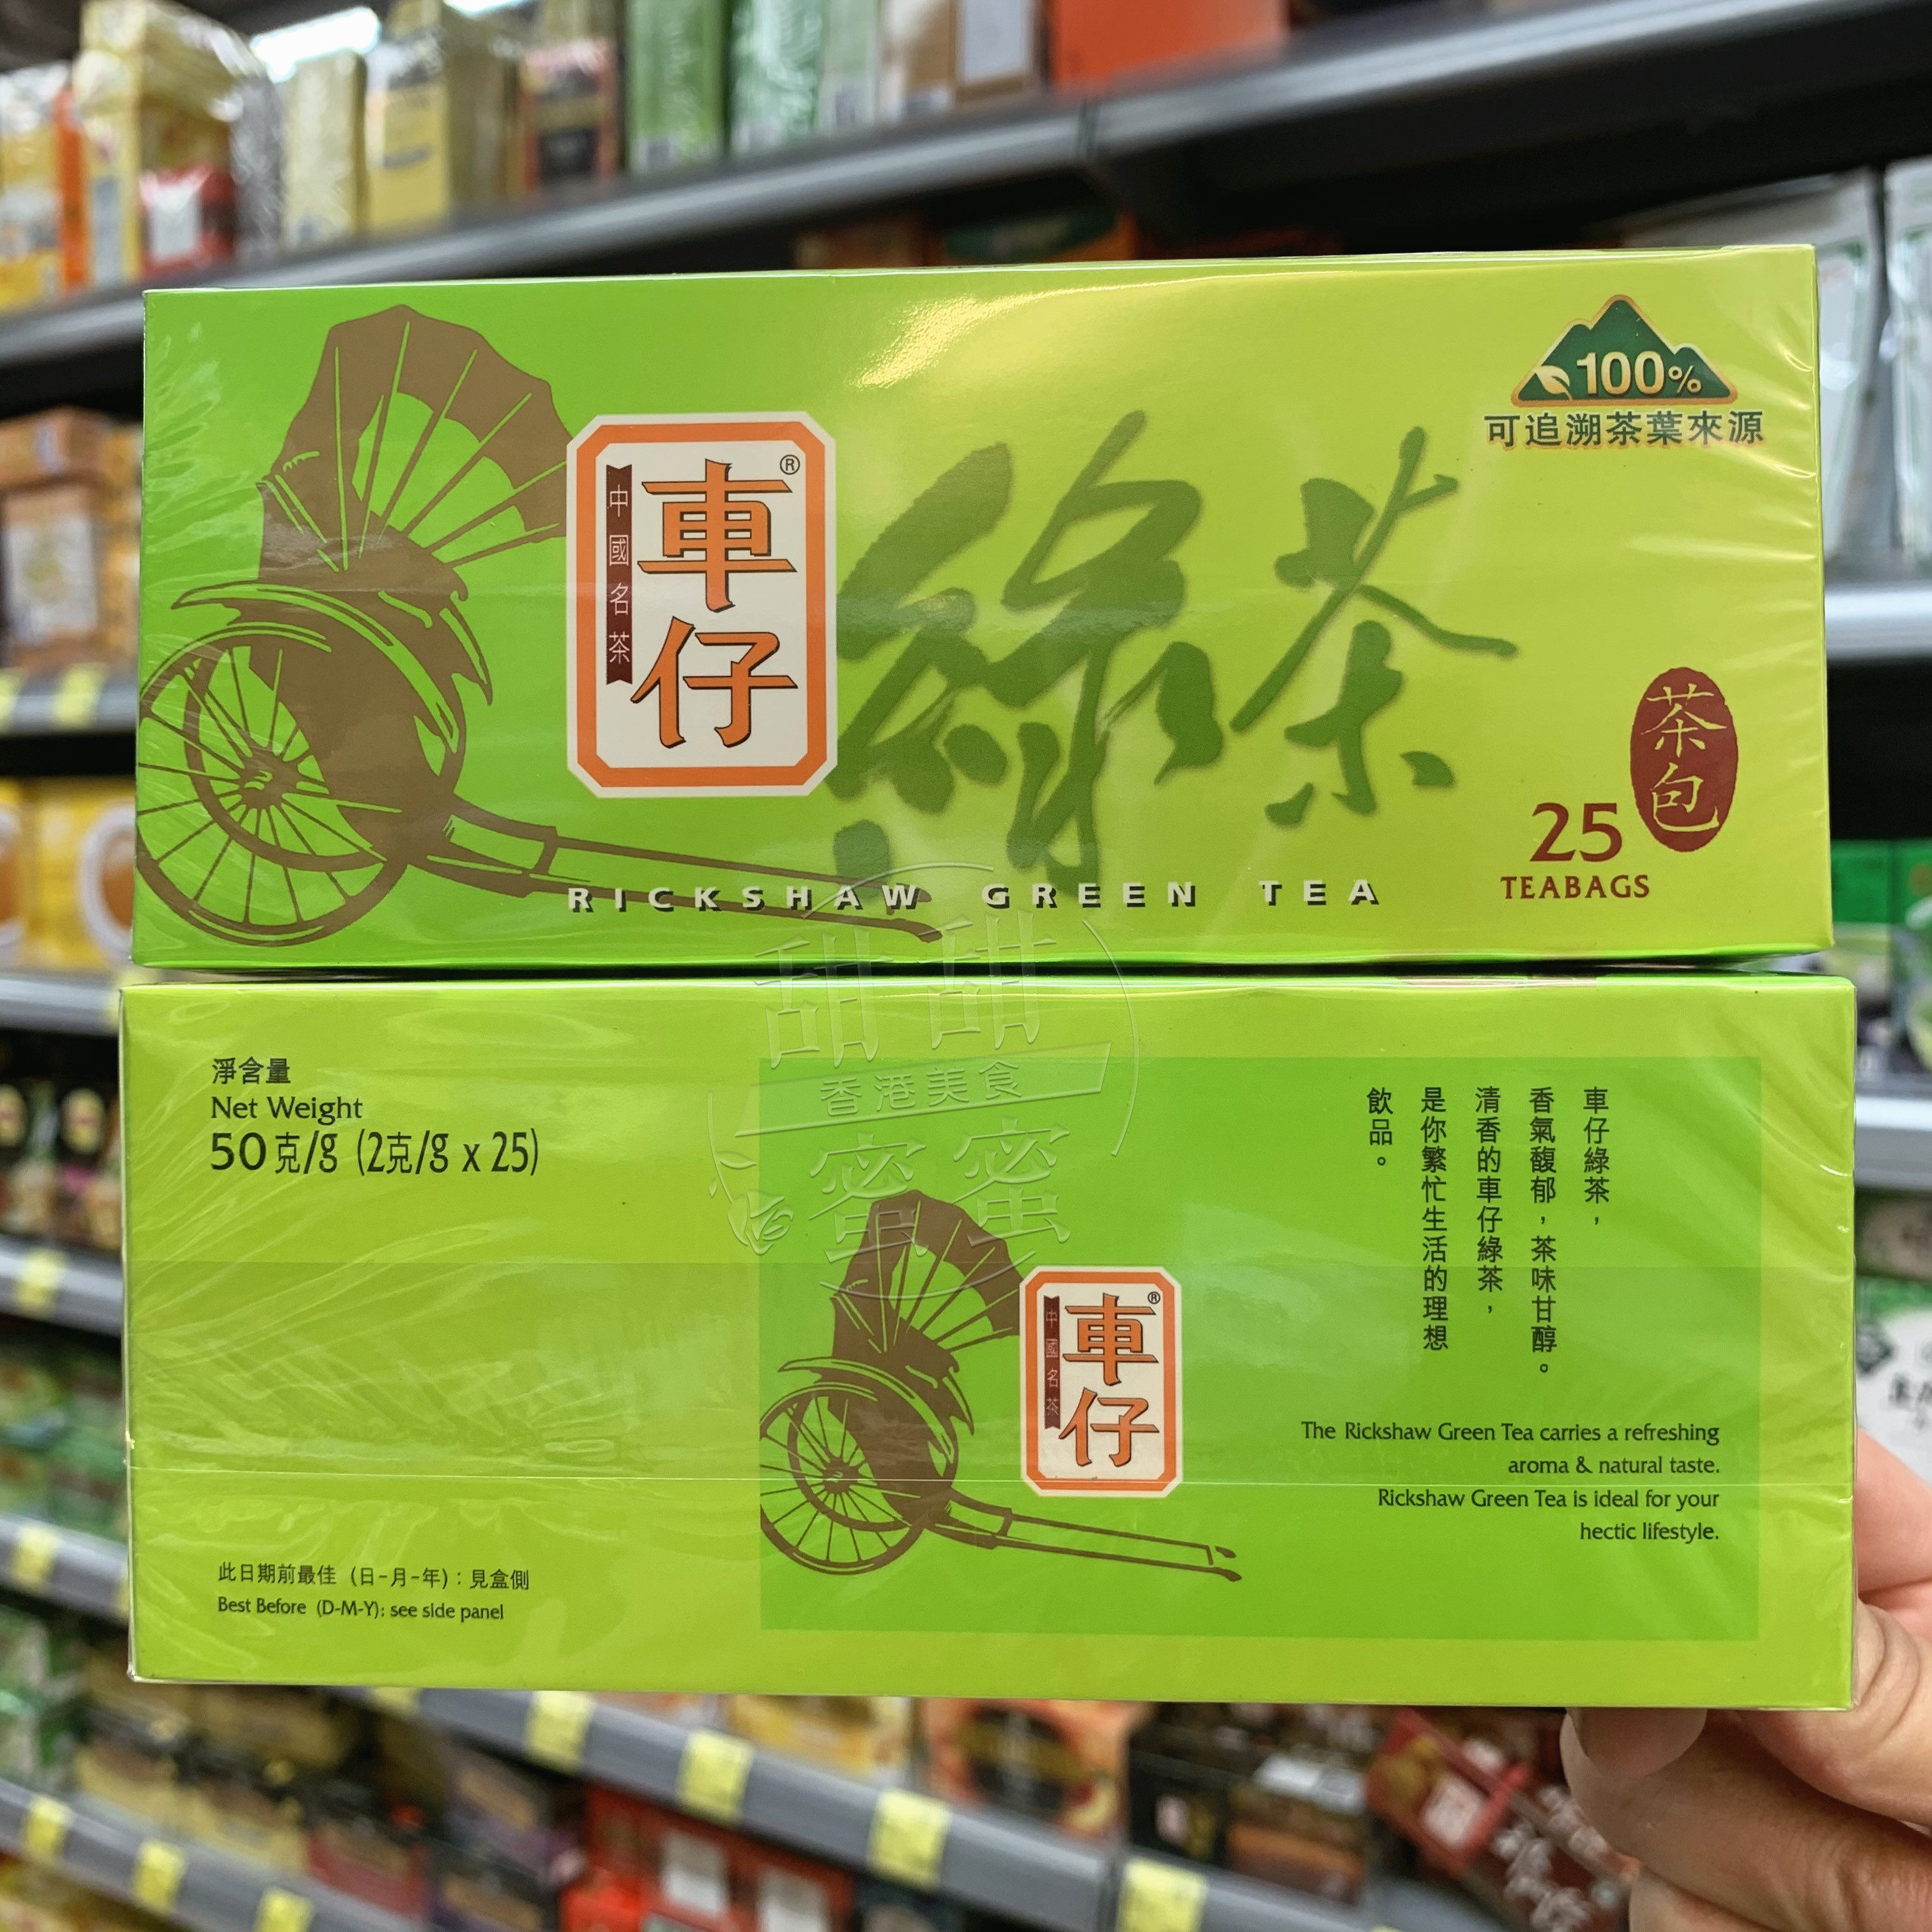 100%
可追溯茶葉來源
車仔®
中國名茶
綠茶
茶包
25
TEABAGS
RICKSHAW GREEN TEA
甜甜
香港美食
蜜蜜
淨含量
Net Weight
50克/g (2克/g x 25)
車仔綠茶，
香氣馥郁，茶味甘醇。
清香的車仔綠茶，
是你繁忙生活的理想
飲品。
車仔®
中國名茶
The Rickshaw Green Tea carries a refreshing
aroma & natural taste.
Rickshaw Green Tea is ideal for your
hectic lifestyle.
此日期前最佳 (日-月-年)：見盒側
Best Before (D-M-Y): see side panel